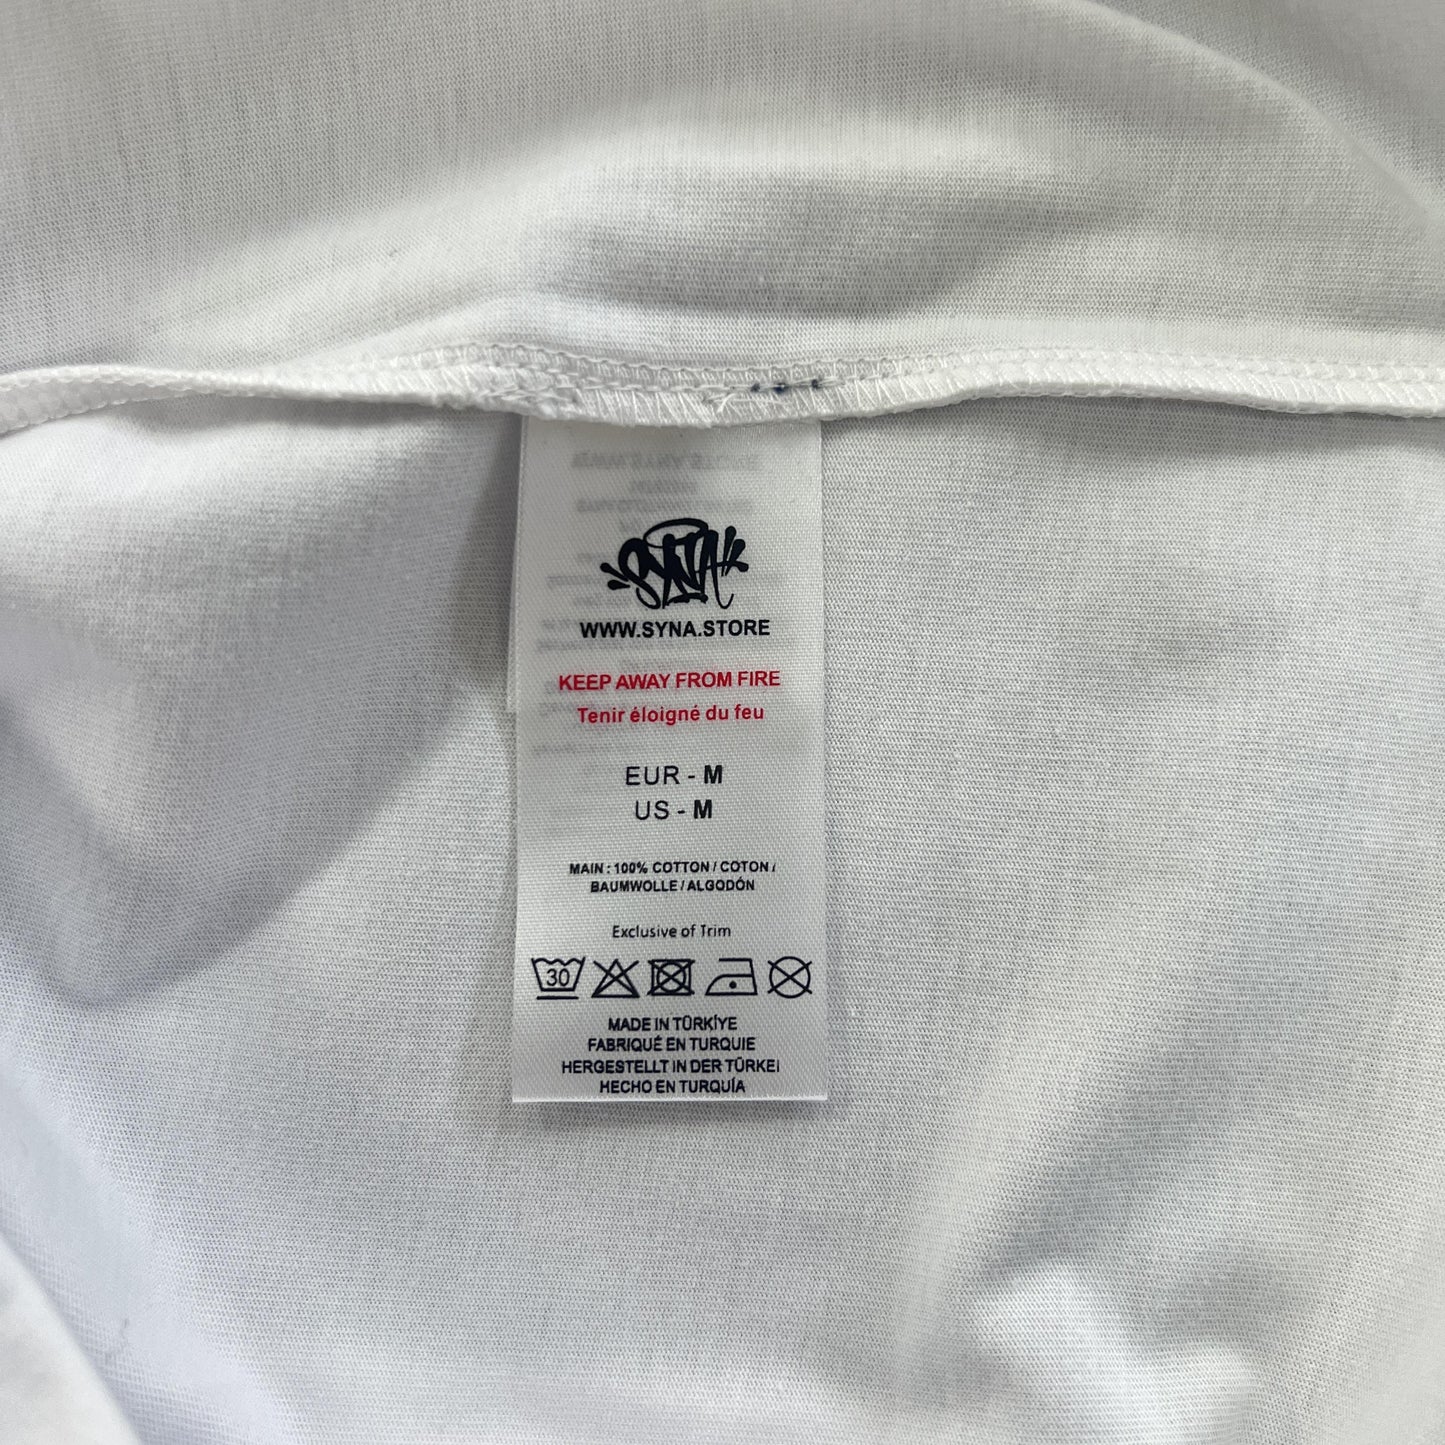 SYNA
WWW.SYNA.STORE
KEEP AWAY FROM FIRE
Tenir éloigné du feu
EUR - M
US - M
MAIN : 100% COTTON / COTON /
BAUMWOLLE / ALGODÓN
Exclusive of Trim
30
MADE IN TÜRKİYE
FABRIQUÉ EN TURQUIE
HERGESTELLT IN DER TÜRKEI
HECHO EN TURQUÍA